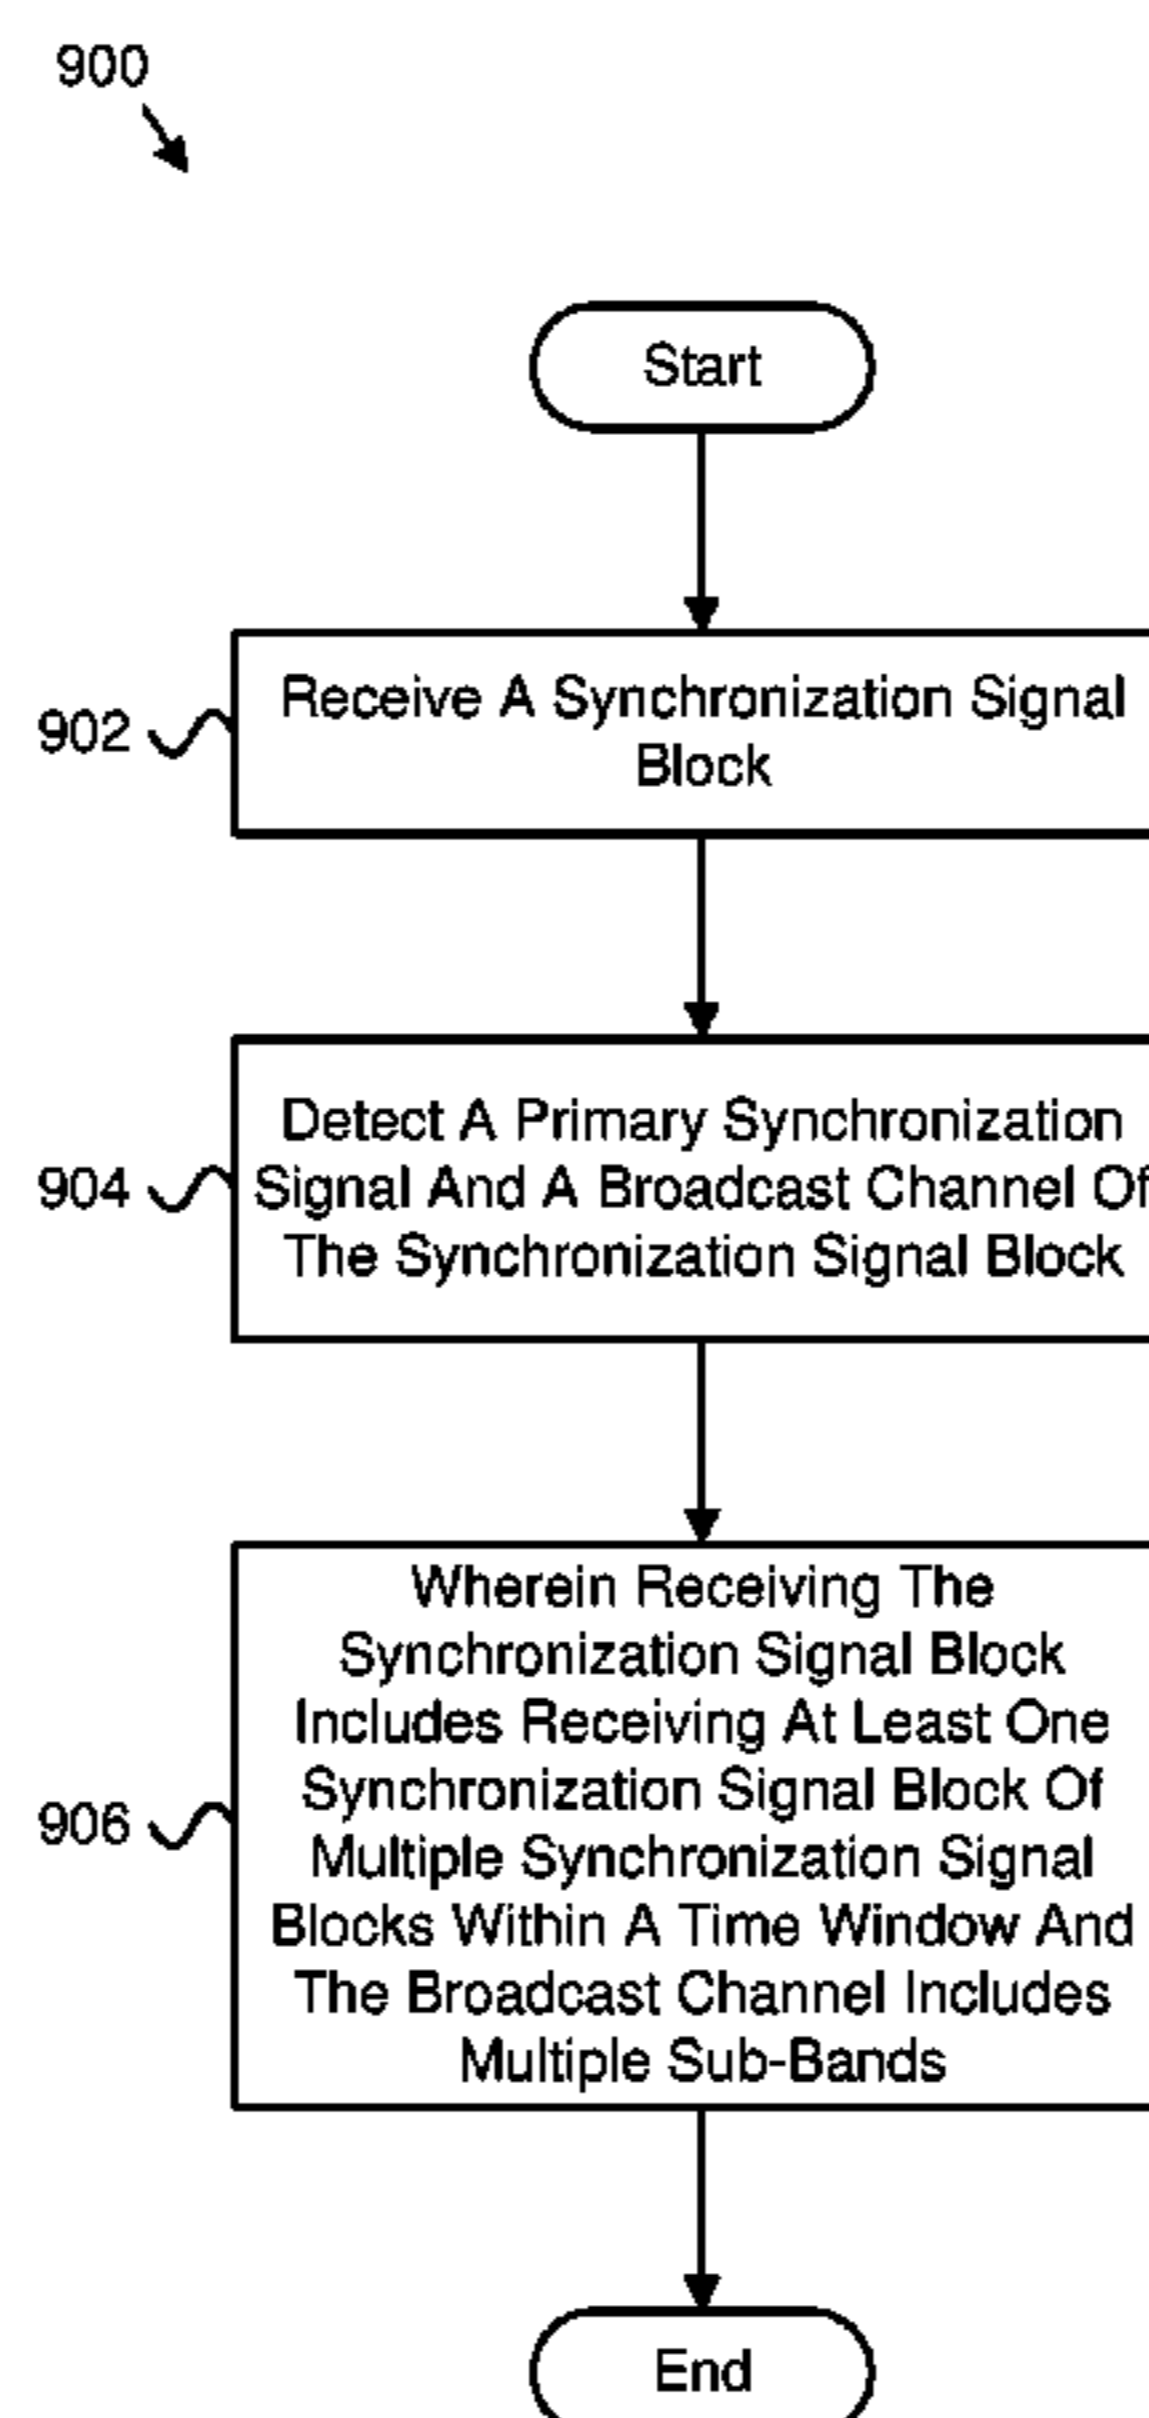 900
Start
902
Receive A Synchronization Signal
Block
904
Detect A Primary Synchronization
Signal And A Broadcast Channel Of
The Synchronization Signal Block
906
Wherein Receiving The
Synchronization Signal Block
Includes Receiving At Least One
Synchronization Signal Block Of
Multiple Synchronization Signal
Blocks Within A Time Window And
The Broadcast Channel Includes
Multiple Sub-Bands
End